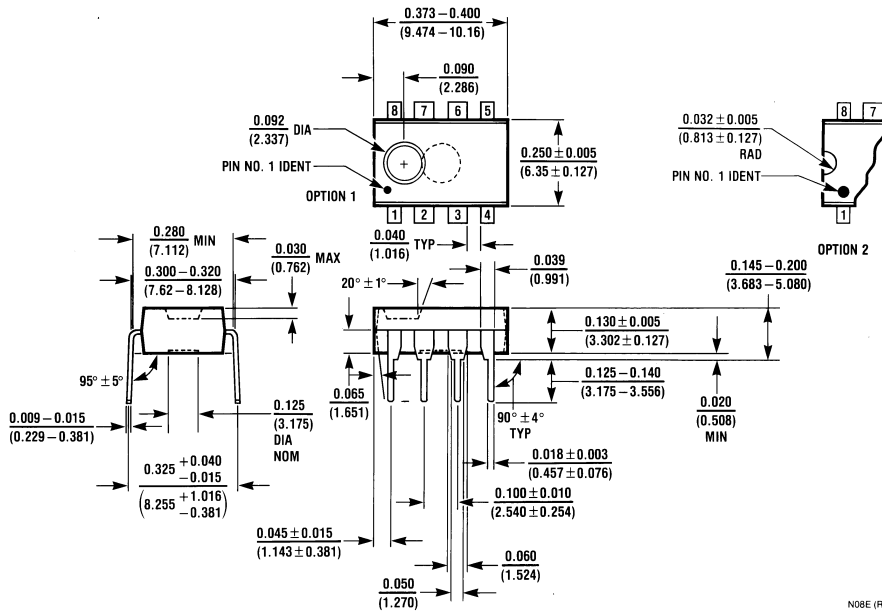 0.373 – 0.400
(9.474 – 10.16)
0.090
(2.286)
8 7 6 5
0.092 DIA
(2.337)
PIN NO. 1 IDENT
OPTION 1
+
0.250 ± 0.005
(6.35 ± 0.127)
1 2 3 4
0.032 ± 0.005
(0.813 ± 0.127)
RAD
PIN NO. 1 IDENT
8 7
1
OPTION 2
0.280 MIN
(7.112)
0.300 – 0.320
(7.62 – 8.128)
0.030 MAX
(0.762)
0.040 TYP
(1.016)
20° ± 1°
0.039
(0.991)
0.145 – 0.200
(3.683 – 5.080)
0.130 ± 0.005
(3.302 ± 0.127)
0.125 – 0.140
(3.175 – 3.556)
0.020
(0.508)
MIN
95° ± 5°
0.009 – 0.015
(0.229 – 0.381)
0.125
(3.175)
DIA
NOM
0.065
(1.651)
90° ± 4°
TYP
0.018 ± 0.003
(0.457 ± 0.076)
0.325 +0.040
−0.015
(8.255 +1.016
−0.381)
0.100 ± 0.010
(2.540 ± 0.254)
0.045 ± 0.015
(1.143 ± 0.381)
0.060
(1.524)
0.050
(1.270)
N08E (R